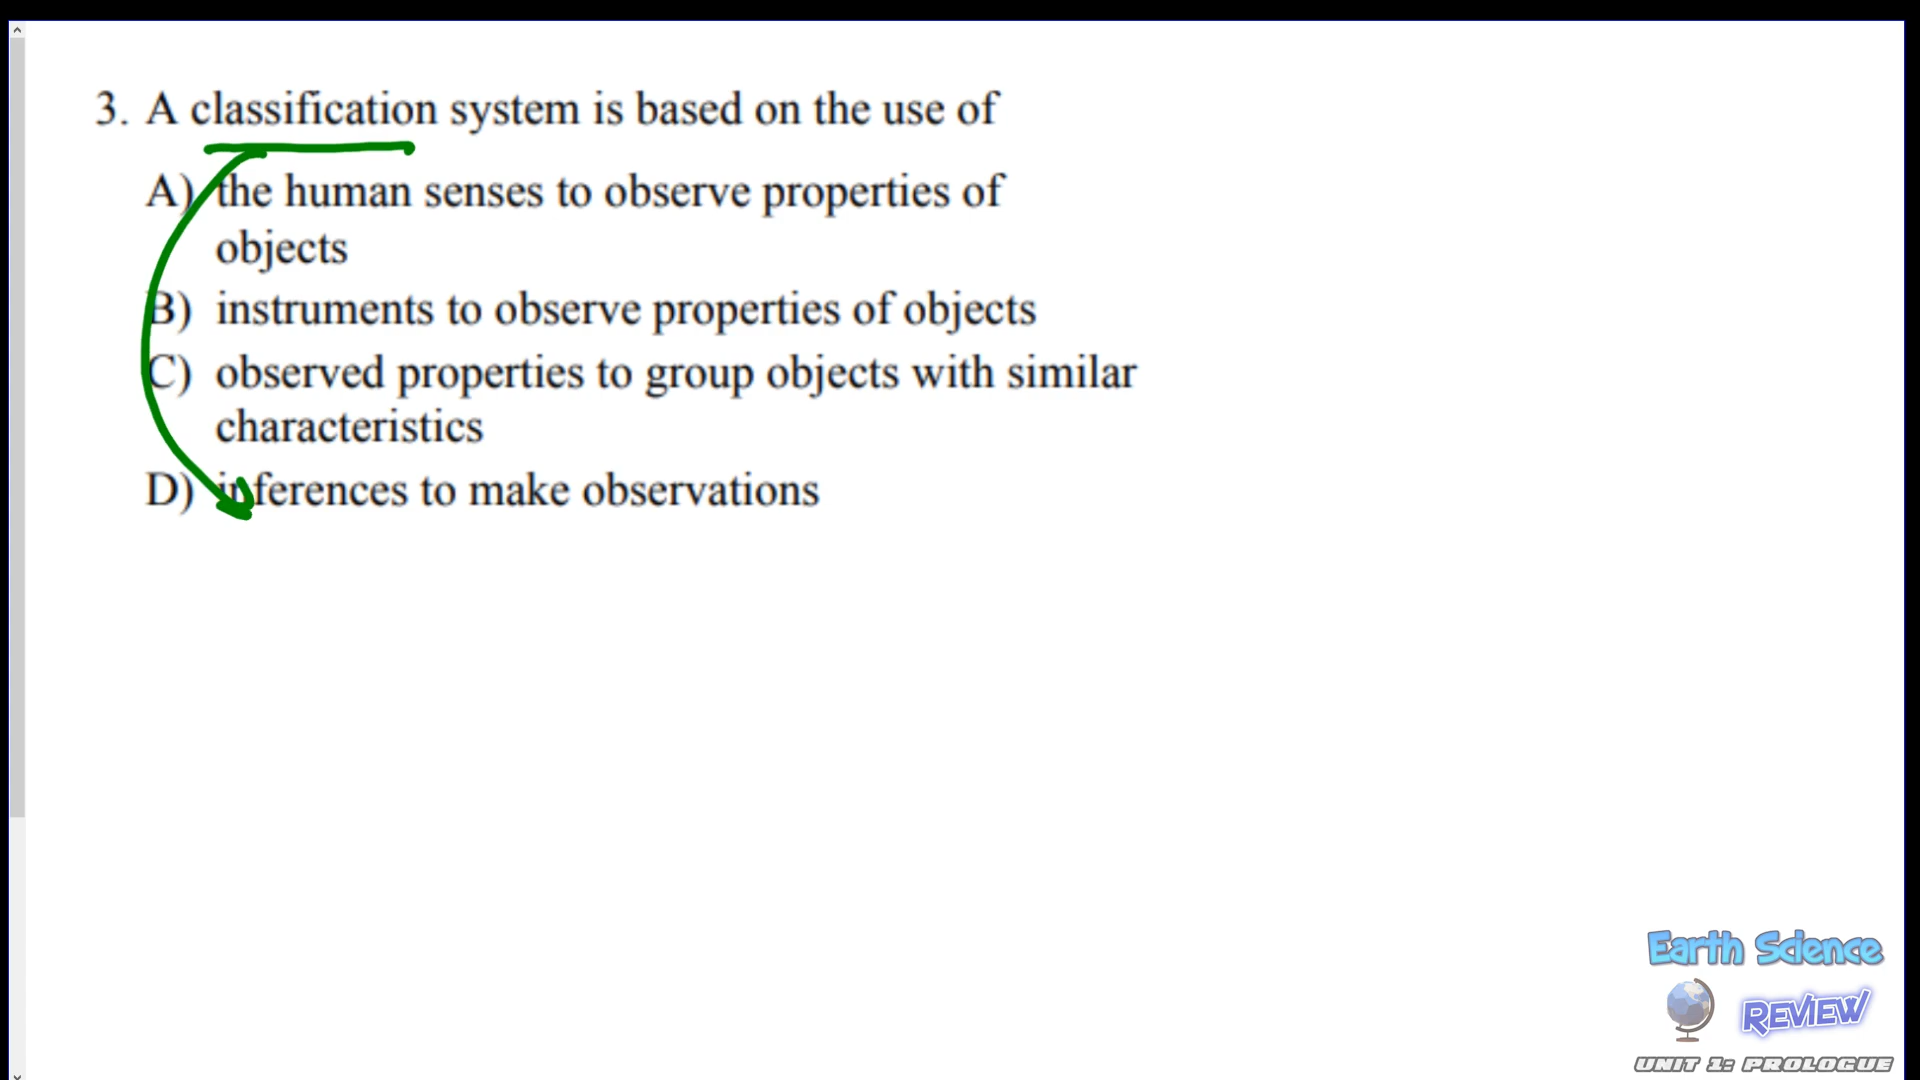 3. A classification system is based on the use of
A) the human senses to observe properties of
objects
B) instruments to observe properties of objects
C) observed properties to group objects with similar
characteristics
D) inferences to make observations
Earth Science
REVIEW
UNIT 1: PROLOGUE